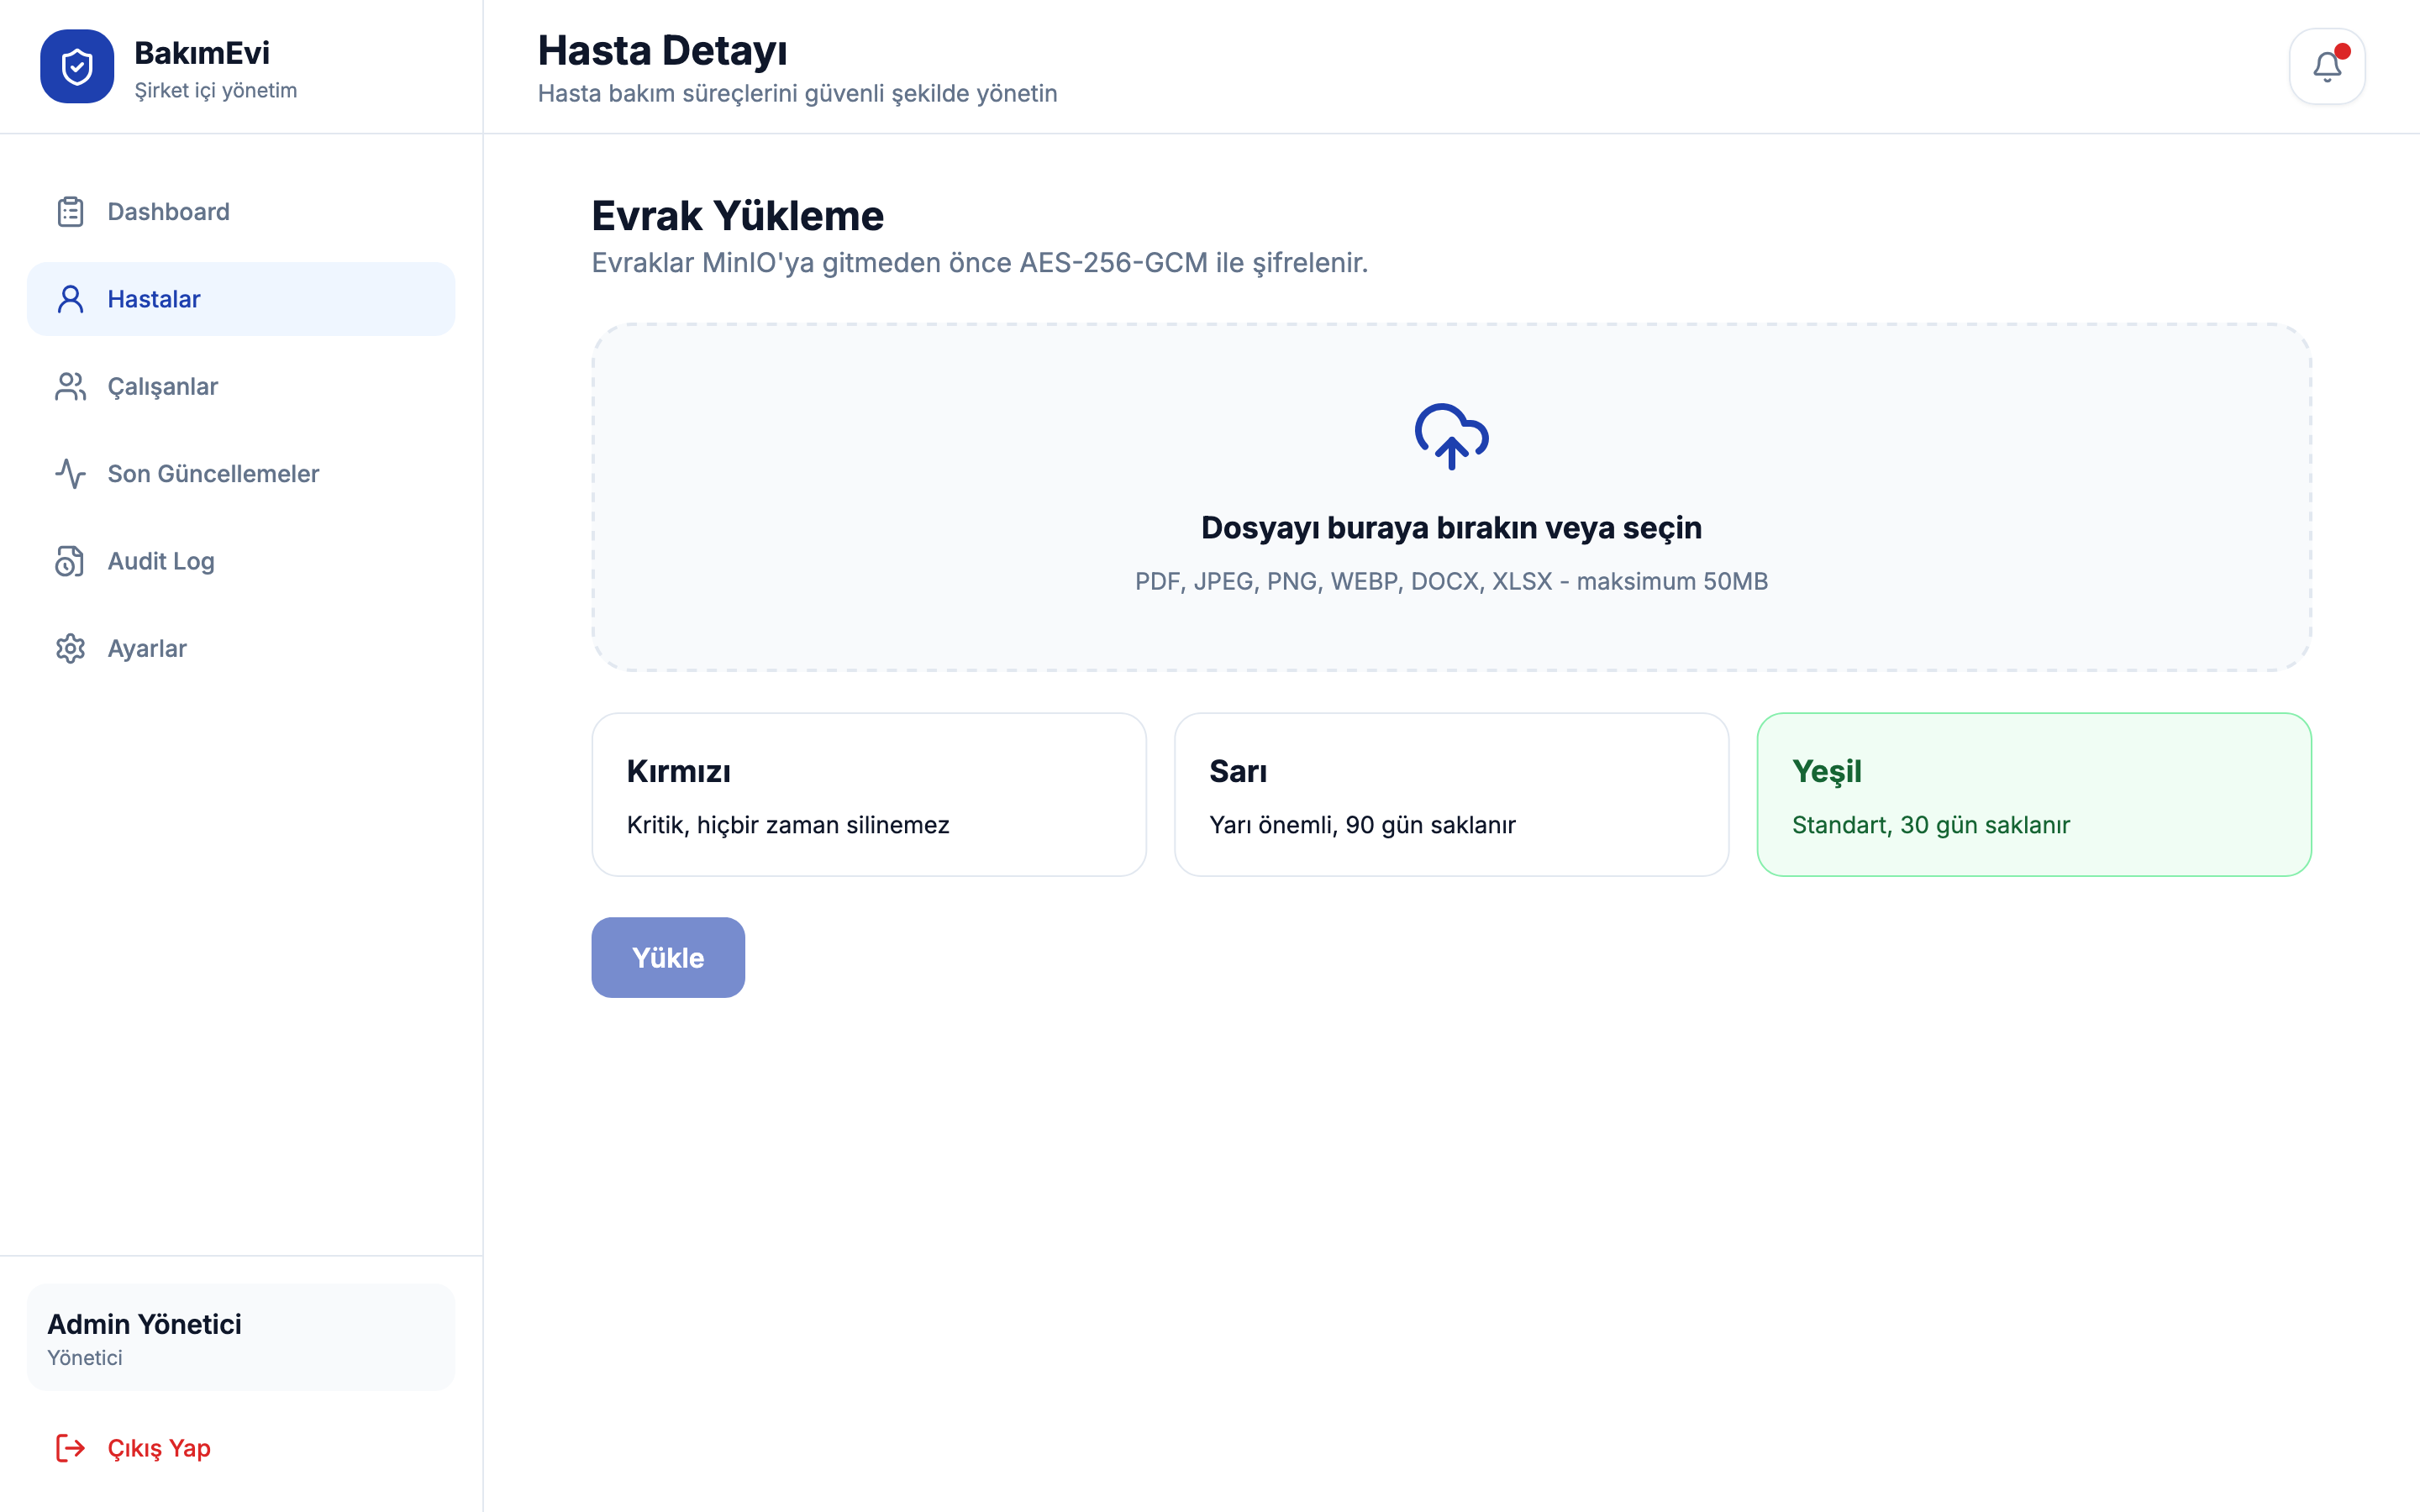 BakımEvi
Şirket içi yönetim
Dashboard
Hastalar
Çalışanlar
Son Güncellemeler
Audit Log
Ayarlar
Admin Yönetici
Yönetici
Çıkış Yap
Hasta Detayı
Hasta bakım süreçlerini güvenli şekilde yönetin
Evrak Yükleme
Evraklar MinIO'ya gitmeden önce AES-256-GCM ile şifrelenir.
Dosyayı buraya bırakın veya seçin
PDF, JPEG, PNG, WEBP, DOCX, XLSX - maksimum 50MB
Kırmızı
Kritik, hiçbir zaman silinemez
Sarı
Yarı önemli, 90 gün saklanır
Yeşil
Standart, 30 gün saklanır
Yükle